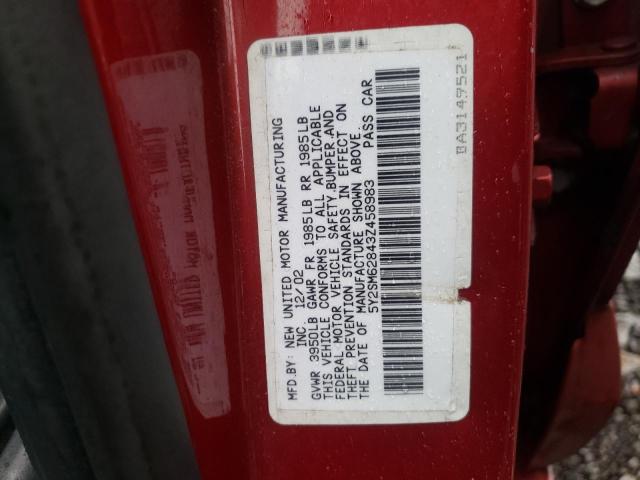 MFD.BY: NEW UNITED MOTOR MANUFACTURING
INC. 12/02
GVWR 3950LB GAWR FR 1985LB RR 1985LB
THIS VEHICLE CONFORMS TO ALL APPLICABLE
FEDERAL MOTOR VEHICLE SAFETY,BUMPER,AND
THEFT PREVENTION STANDARDS IN EFFECT ON
THE DATE OF MANUFACTURE SHOWN ABOVE.
5Y2SM62843Z458983 PASS CAR
BA3147521